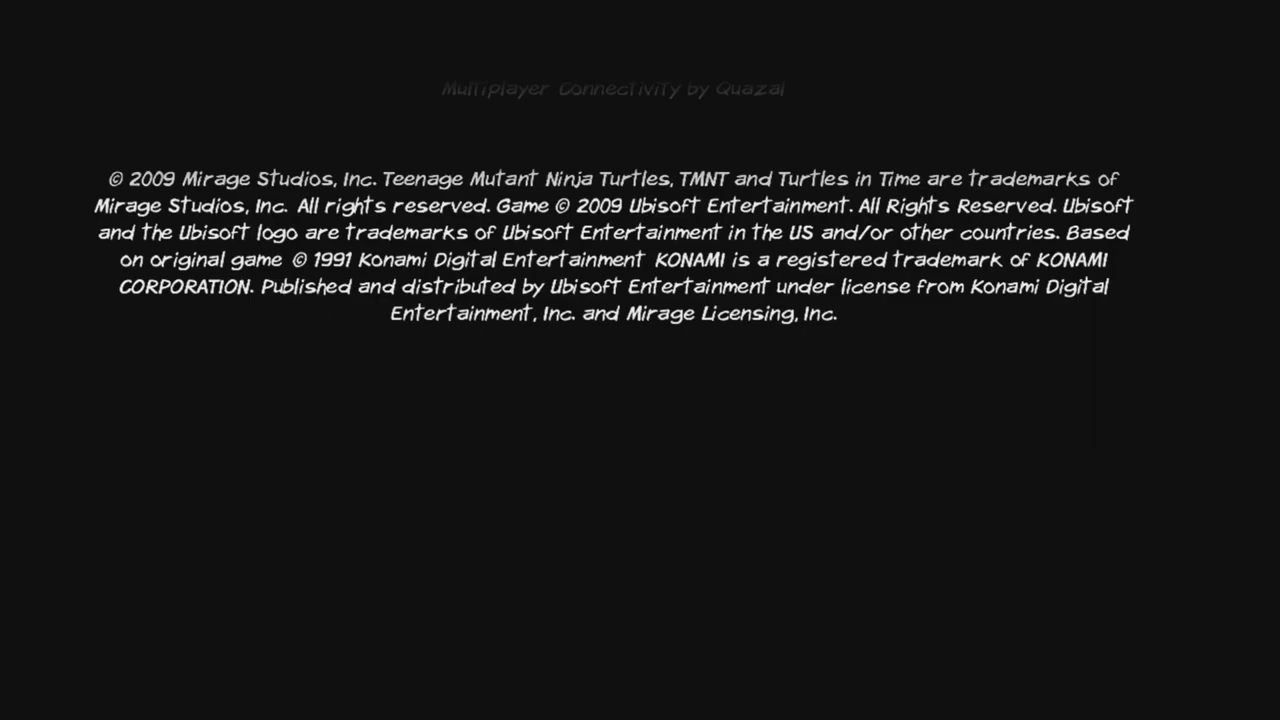 Multiplayer Connectivity by Quazal
© 2009 Mirage Studios, Inc. Teenage Mutant Ninja Turtles, TMNT and Turtles in Time are trademarks of
Mirage Studios, Inc. All rights reserved. Game © 2009 Ubisoft Entertainment. All Rights Reserved. Ubisoft
and the Ubisoft logo are trademarks of Ubisoft Entertainment in the US and/or other countries. Based
on original game © 1991 Konami Digital Entertainment KONAMI is a registered trademark of KONAMI
CORPORATION. Published and distributed by Ubisoft Entertainment under license from Konami Digital
Entertainment, Inc. and Mirage Licensing, Inc.